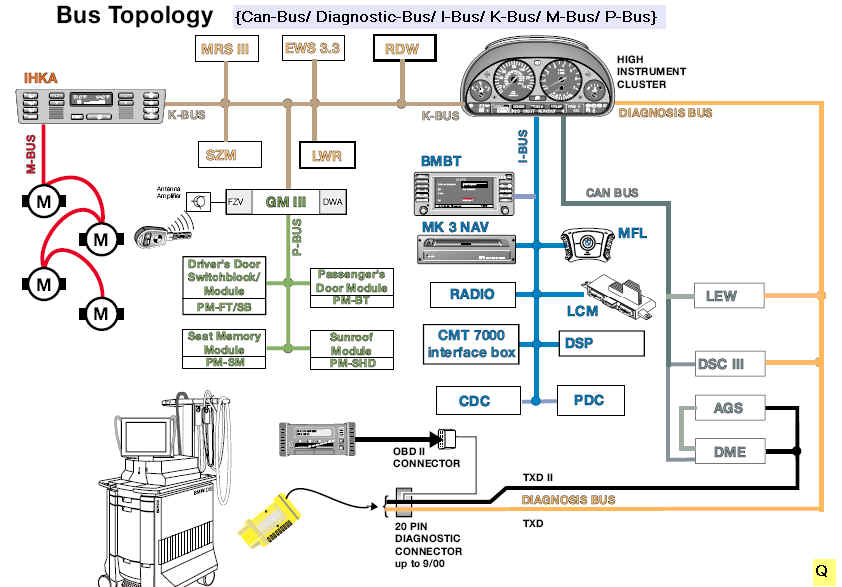 Bus Topology {Can-Bus/ Diagnostic-Bus/ I-Bus/ K-Bus/ M-Bus/ P-Bus}
MRS III
EWS 3.3
RDW
HIGH
INSTRUMENT
CLUSTER
IHKA
K-BUS
K-BUS
DIAGNOSIS BUS
M-BUS
SZM
LWR
I-BUS
BMBT
CAN BUS
Antenna
Amplifier
FZV
GM III
DWA
M
M
M
M
P-BUS
MK 3 NAV
MFL
Driver's Door
Switchblock/
Module
PM-FT/SB
Passenger's
Door Module
PM-BT
RADIO
LCM
LEW
Seat Memory
Module
PM-SM
Sunroof
Module
PM-SHD
CMT 7000
interface box
DSP
DSC III
CDC
PDC
AGS
DME
OBD II
CONNECTOR
TXD II
DIAGNOSIS BUS
TXD
20 PIN
DIAGNOSTIC
CONNECTOR
up to 9/00
Q